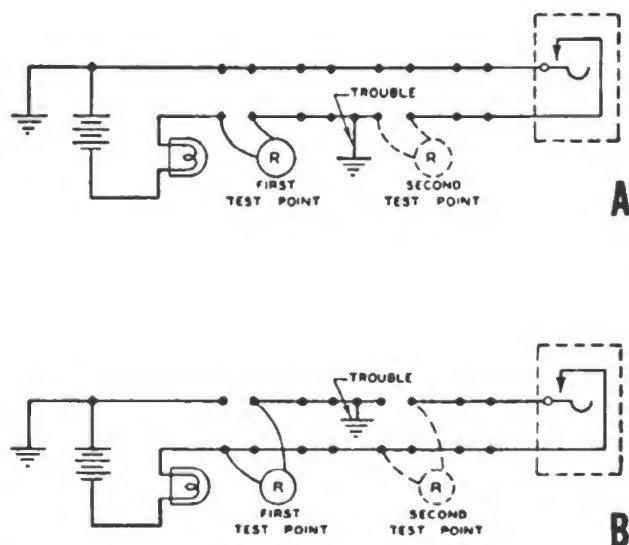 TROUBLE
R
R
FIRST
TEST POINT
SECOND
TEST POINT
A
TROUBLE
R
R
FIRST
TEST POINT
SECOND
TEST POINT
B